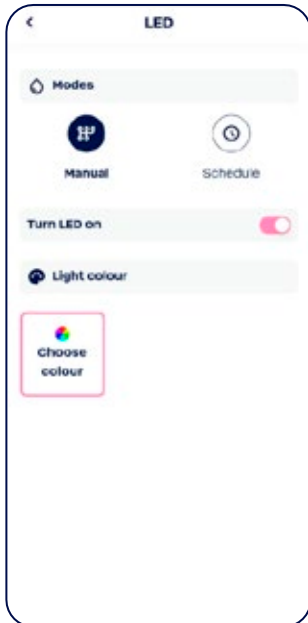 LED
Modes
Manual Schedule
Turn LED on
Light colour
Choose
colour